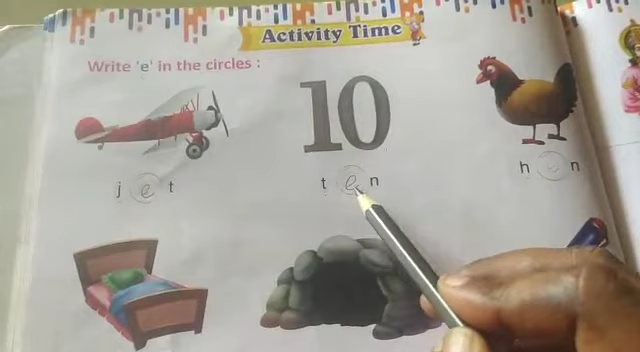 Activity Time
Write 'e' in the circles :
10
j e t
t e n
h n